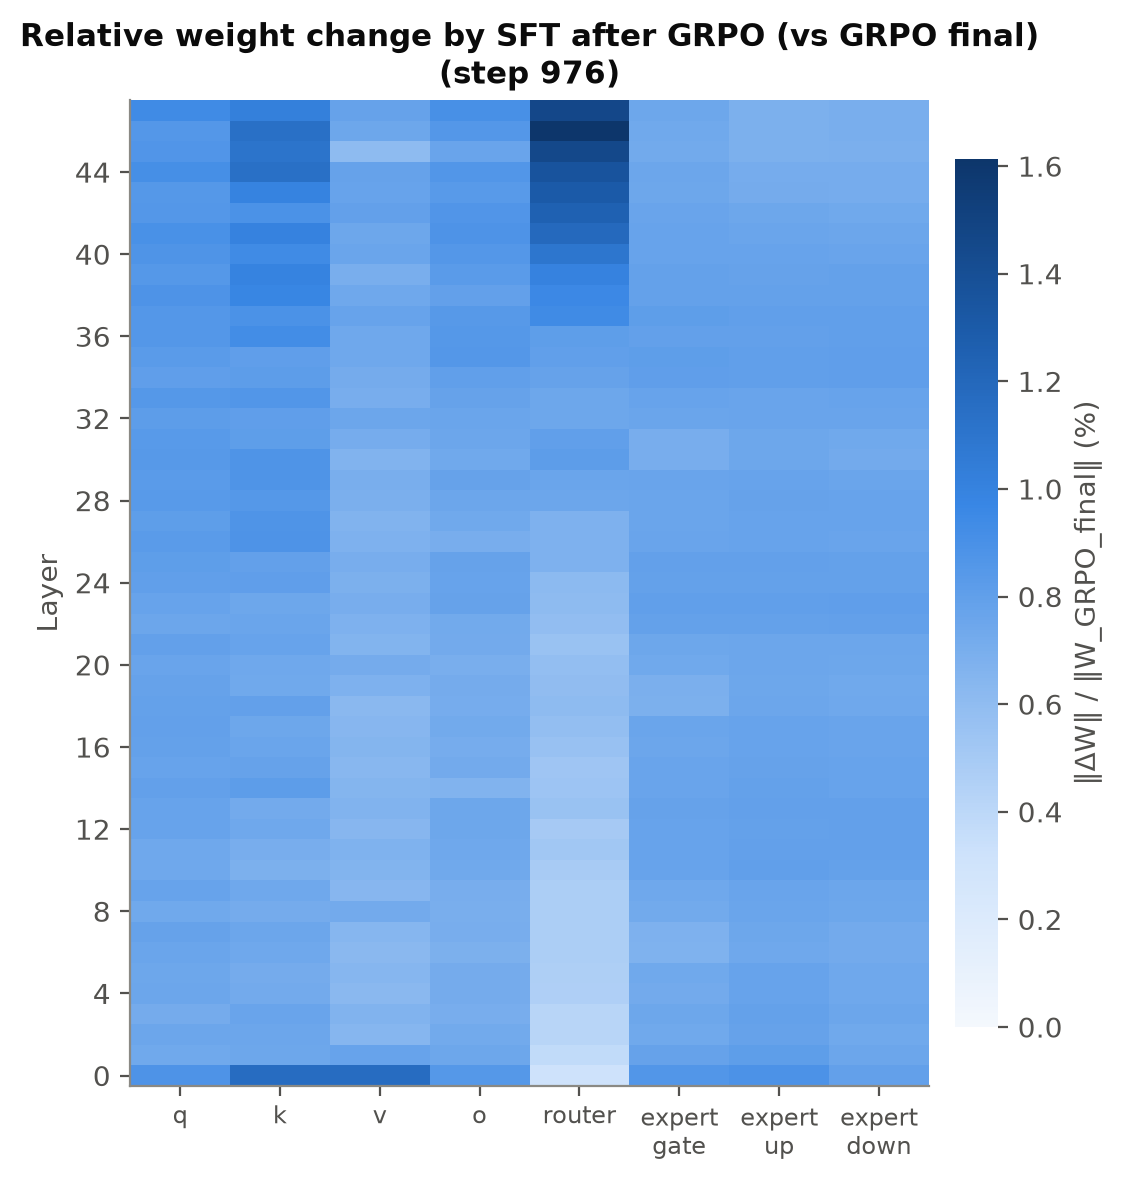 Relative weight change by SFT after GRPO (vs GRPO final)
(step 976)
Layer
44
40
36
32
28
24
20
16
12
8
4
0
q
k
v
o
router
expert
gate
expert
up
expert
down
1.6
1.4
1.2
1.0
0.8
0.6
0.4
0.2
0.0
‖ΔW‖ / ‖W_GRPO_final‖ (%)